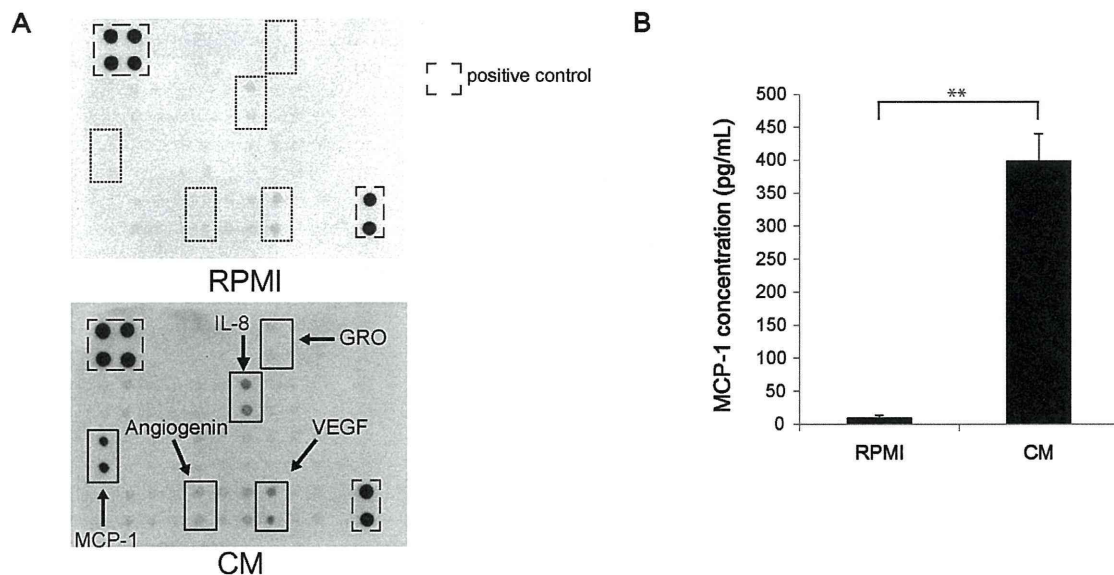 A
positive control
RPMI
IL-8
GRO
Angiogenin
VEGF
MCP-1
CM
B
**
MCP-1 concentration (pg/mL)
500
450
400
350
300
250
200
150
100
50
0
RPMI
CM